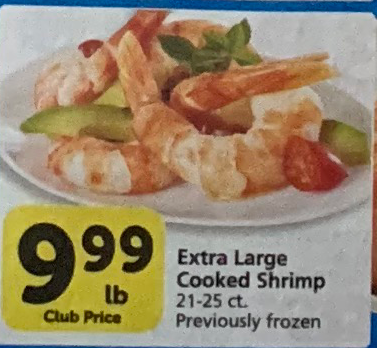 9.99
lb
Club Price
Extra Large
Cooked Shrimp
21-25 ct.
Previously frozen